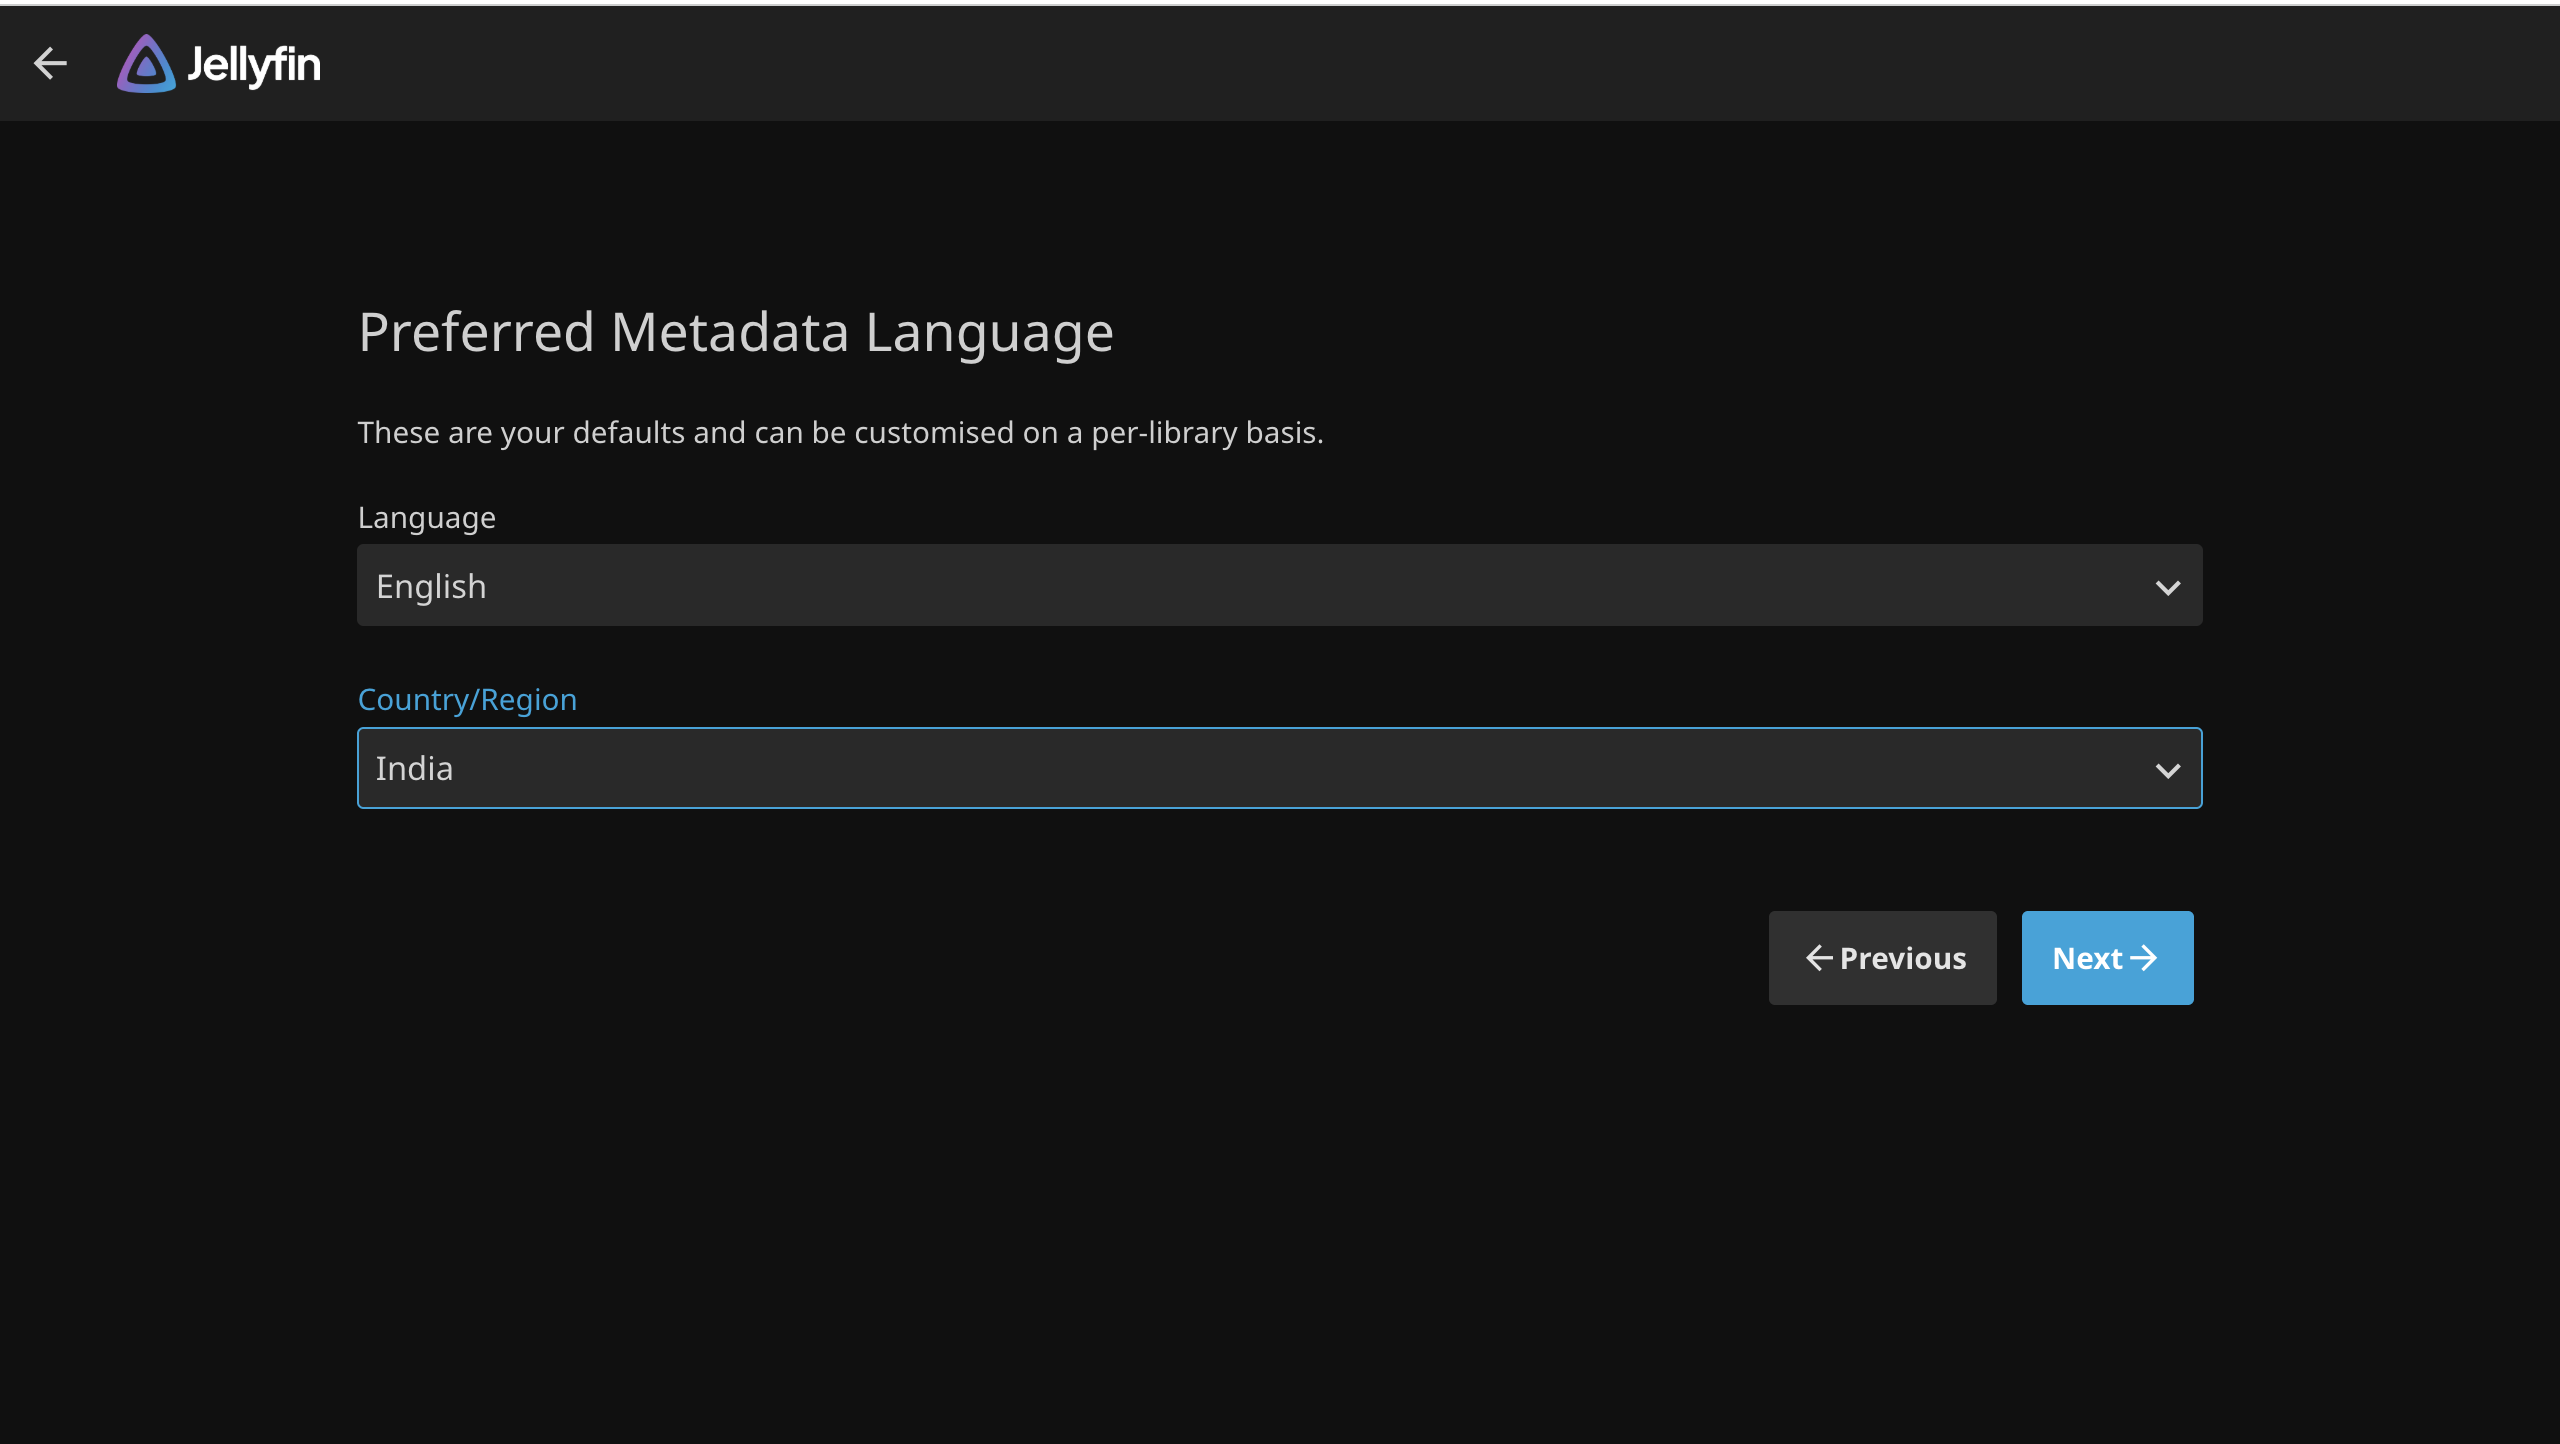 Jellyfin
Preferred Metadata Language
These are your defaults and can be customised on a per-library basis.
Language
English
Country/Region
India
Previous
Next